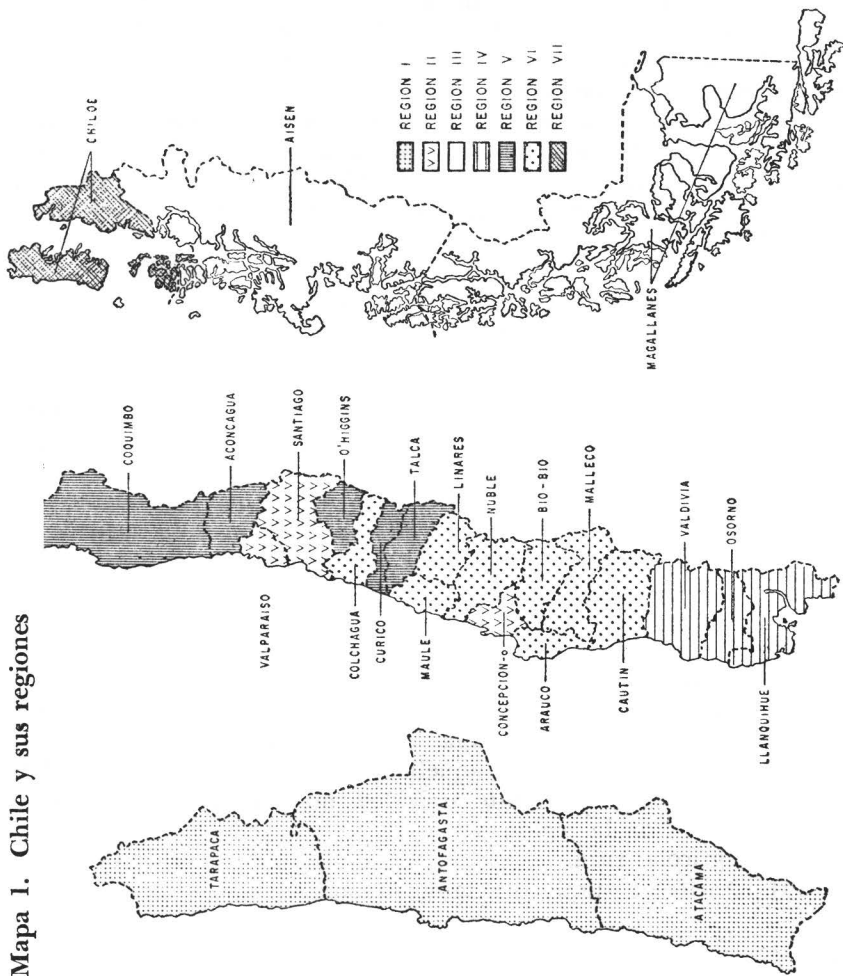 Mapa 1. Chile y sus regiones
TARAPACA
ANTOFAGASTA
ATACAMA
COQUIMBO
ACONCAGUA
VALPARAISO
SANTIAGO
O'HIGGINS
COLCHAGUA
CURICO
TALCA
MAULE
LINARES
NUBLE
CONCEPCION
BIO-BIO
ARAUCO
MALLECO
CAUTIN
VALDIVIA
OSORNO
LLANQUIHUE
CHILOE
AISEN
MAGALLANES
REGION I
REGION II
REGION III
REGION IV
REGION V
REGION VI
REGION VII